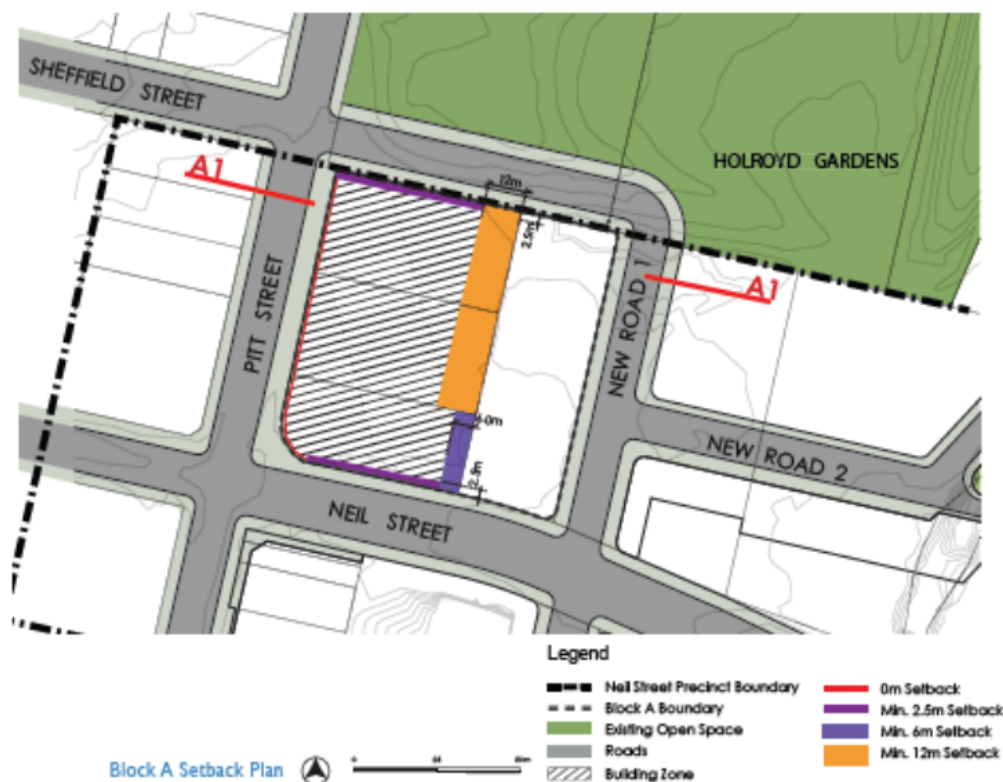 SHEFFIELD STREET
HOLROYD GARDENS
A1
12m
2.5m
A1
PITT STREET
NEW ROAD 1
NEW ROAD 2
NEIL STREET
Legend
Neil Street Precinct Boundary
Block A Boundary
Existing Open Space
Roads
Building Zone
0m Setback
Min. 2.5m Setback
Min. 6m Setback
Min. 12m Setback
Block A Setback Plan
0